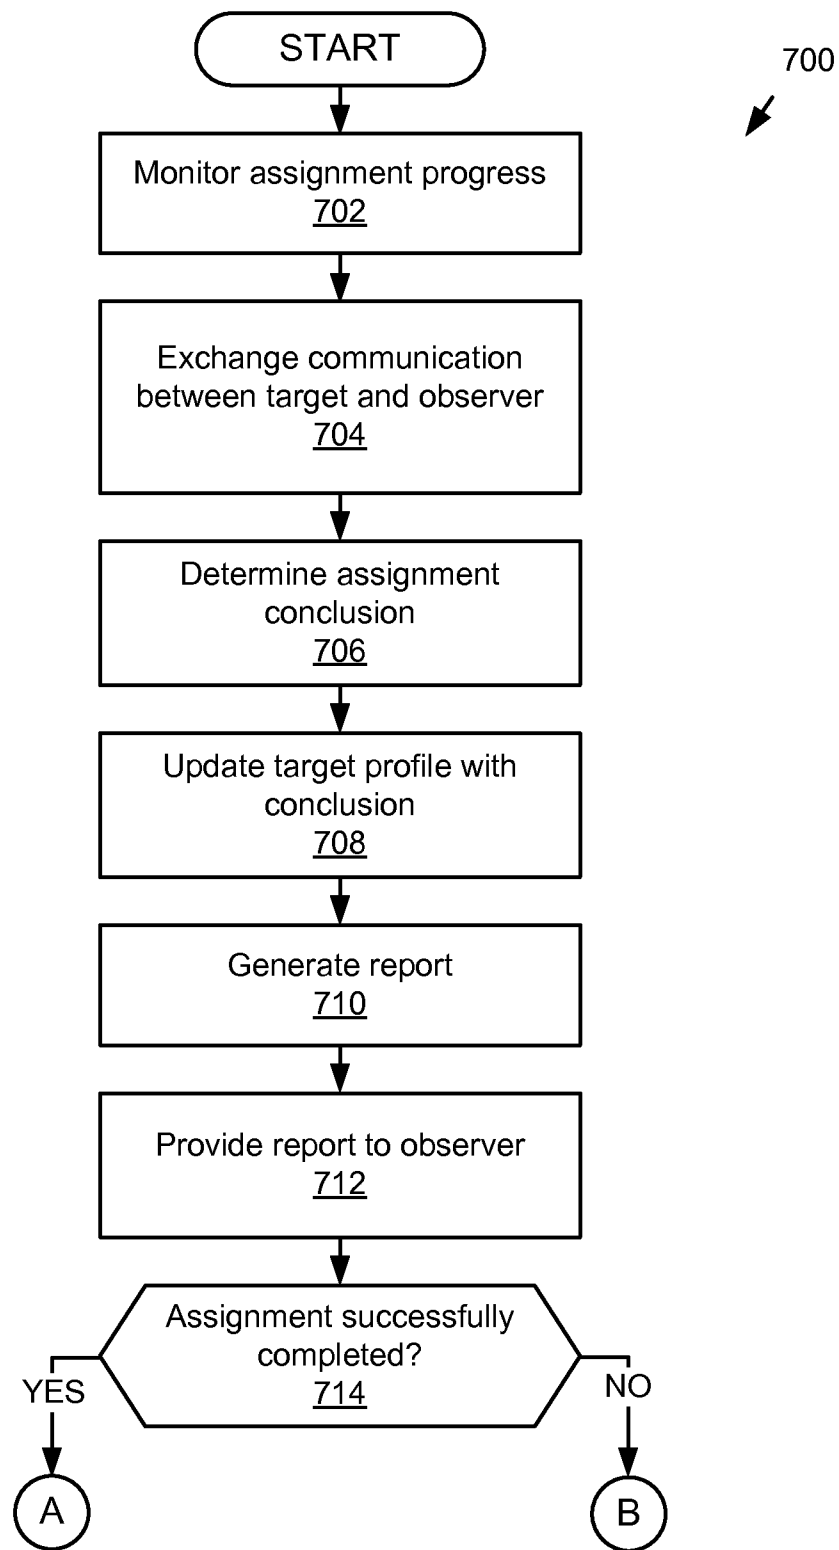 START
700
Monitor assignment progress
702
Exchange communication
between target and observer
704
Determine assignment
conclusion
706
Update target profile with
conclusion
708
Generate report
710
Provide report to observer
712
Assignment successfully
completed?
714
YES
NO
A
B